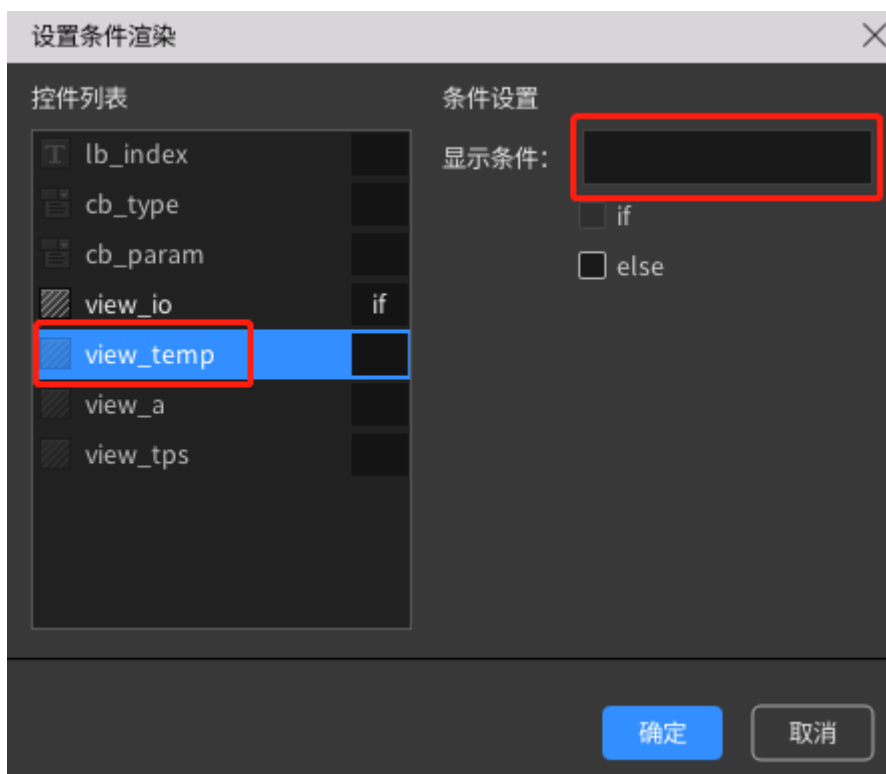 设置条件渲染
控件列表
lb_index
cb_type
cb_param
view_io if
view_temp
view_a
view_tps
条件设置
显示条件：
if
else
确定
取消